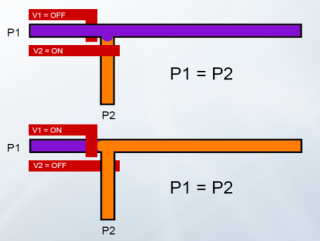 V1 = OFF
P1
V2 = ON
P1 = P2
P2
V1 = ON
P1
V2 = OFF
P1 = P2
P2